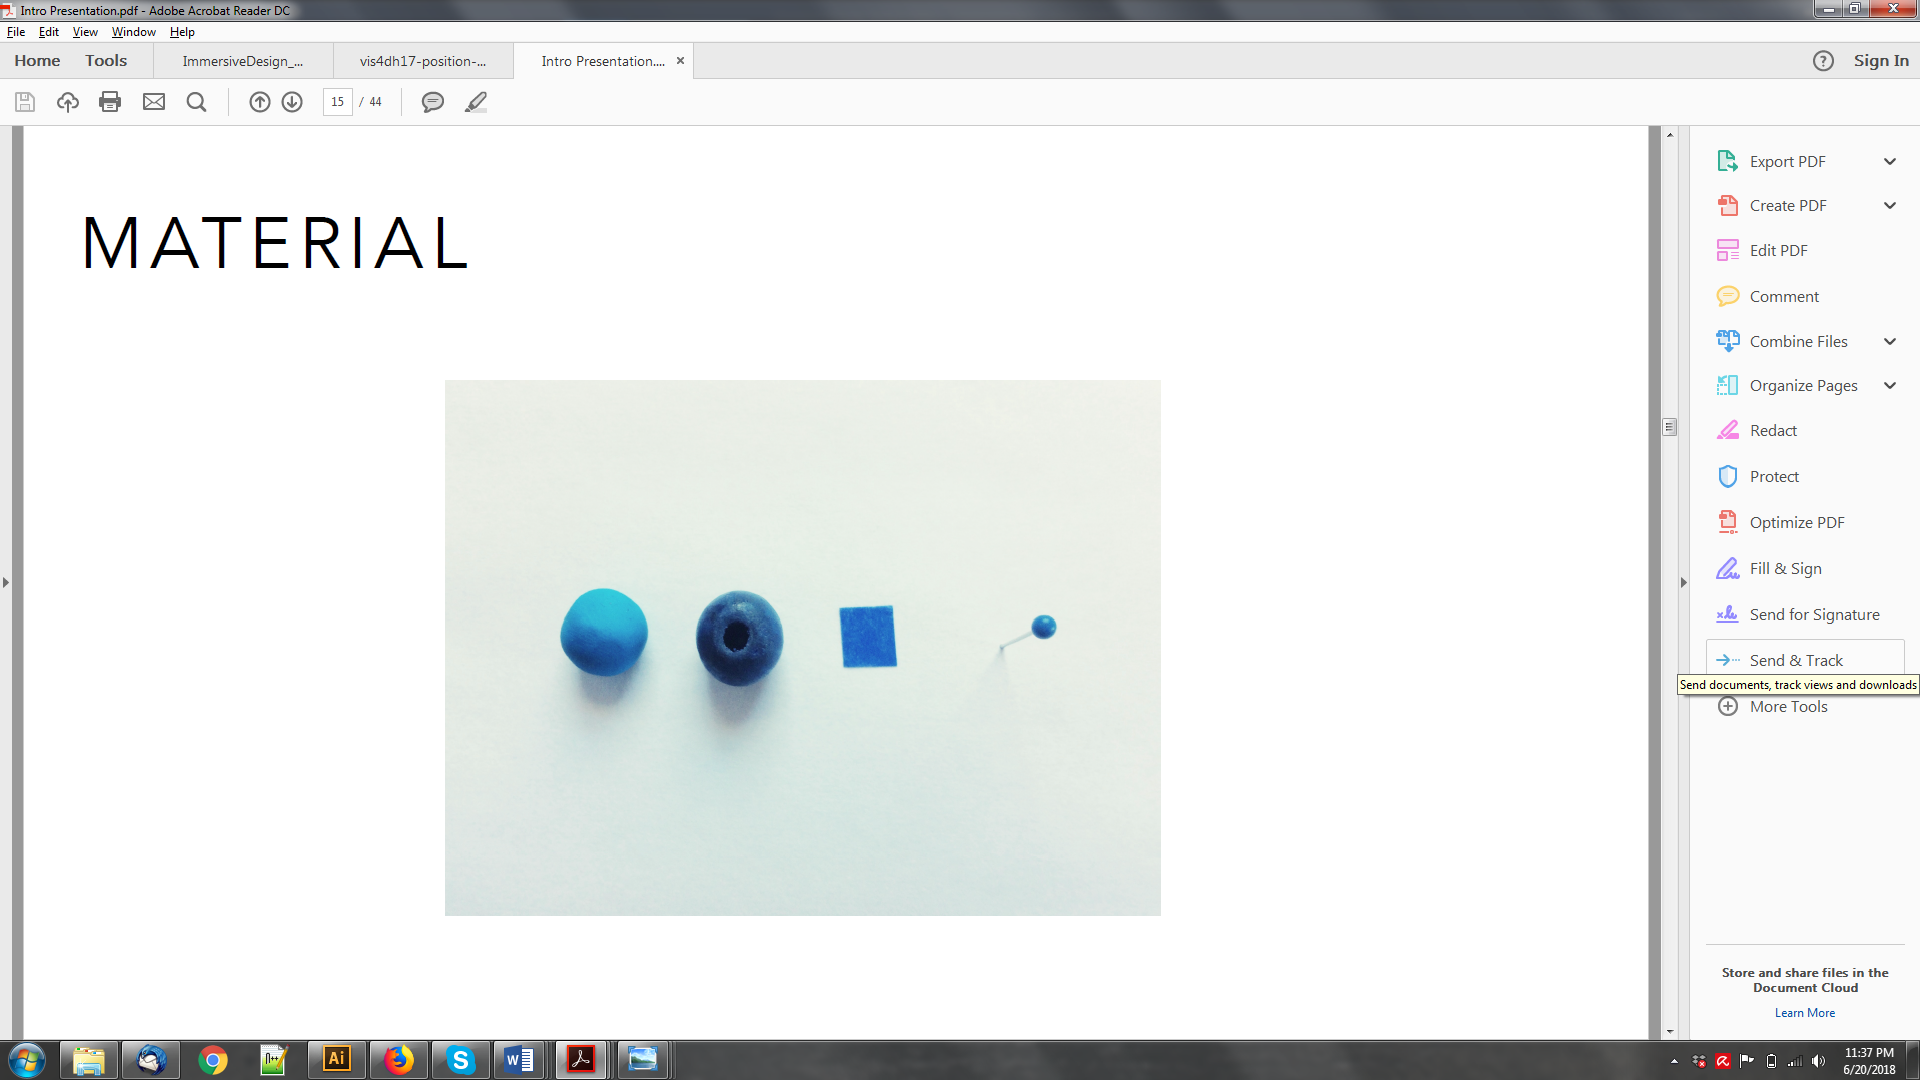 Intro Presentation.pdf - Adobe Acrobat Reader DC
File Edit View Window Help
Home Tools ImmersiveDesign_... vis4dh17-position-... Intro Presentation.... × ? Sign In
15 / 44
MATERIAL
Export PDF
Create PDF
Edit PDF
Comment
Combine Files
Organize Pages
Redact
Protect
Optimize PDF
Fill & Sign
Send for Signature
Send & Track
Send documents, track views and downloads
More Tools
Store and share files in the
Document Cloud
Learn More
Ai S W
11:37 PM
6/20/2018